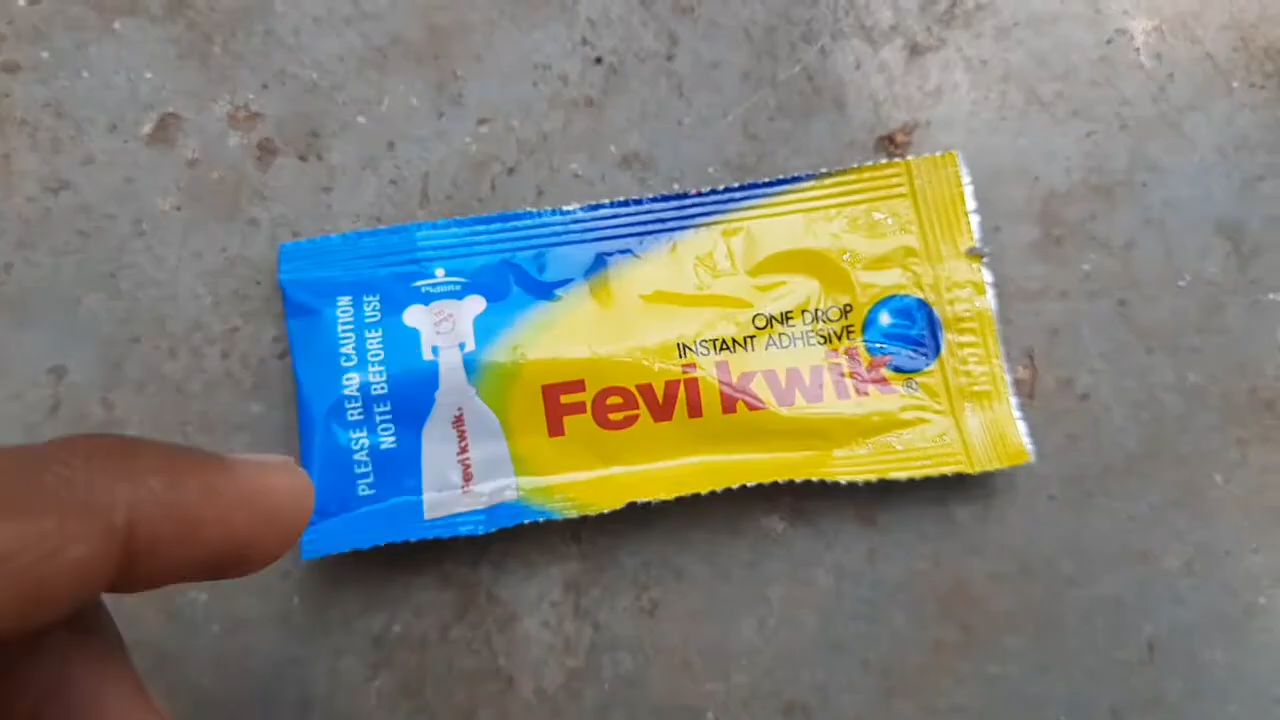 PLEASE READ CAUTION
NOTE BEFORE USE
Pidilite
Fevi kwik.
ONE DROP
INSTANT ADHESIVE
Fevi kwik®